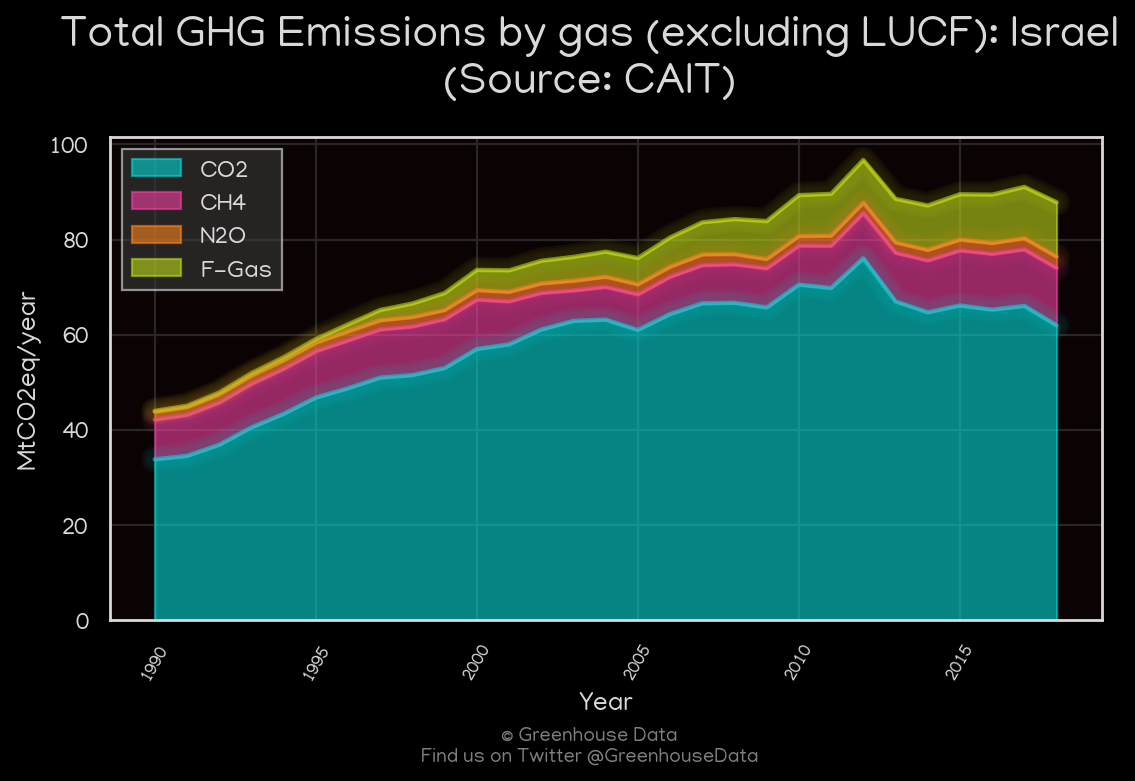 Total GHG Emissions by gas (excluding LUCF): Israel
(Source: CAIT)
100
80
60
40
20
0
MtCO2eq/year
CO2
CH4
N2O
F-Gas
1990
1995
2000
2005
2010
2015
Year
© Greenhouse Data
Find us on Twitter @GreenhouseData